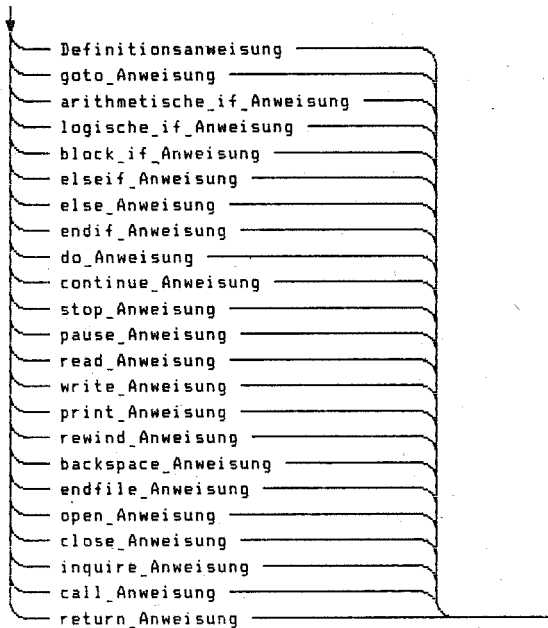 Definitionsanweisung
goto_Anweisung
arithmetische_if_Anweisung
logische_if_Anweisung
block_if_Anweisung
elseif_Anweisung
else_Anweisung
endif_Anweisung
do_Anweisung
continue_Anweisung
stop_Anweisung
pause_Anweisung
read_Anweisung
write_Anweisung
print_Anweisung
rewind_Anweisung
backspace_Anweisung
endfile_Anweisung
open_Anweisung
close_Anweisung
inquire_Anweisung
call_Anweisung
return_Anweisung